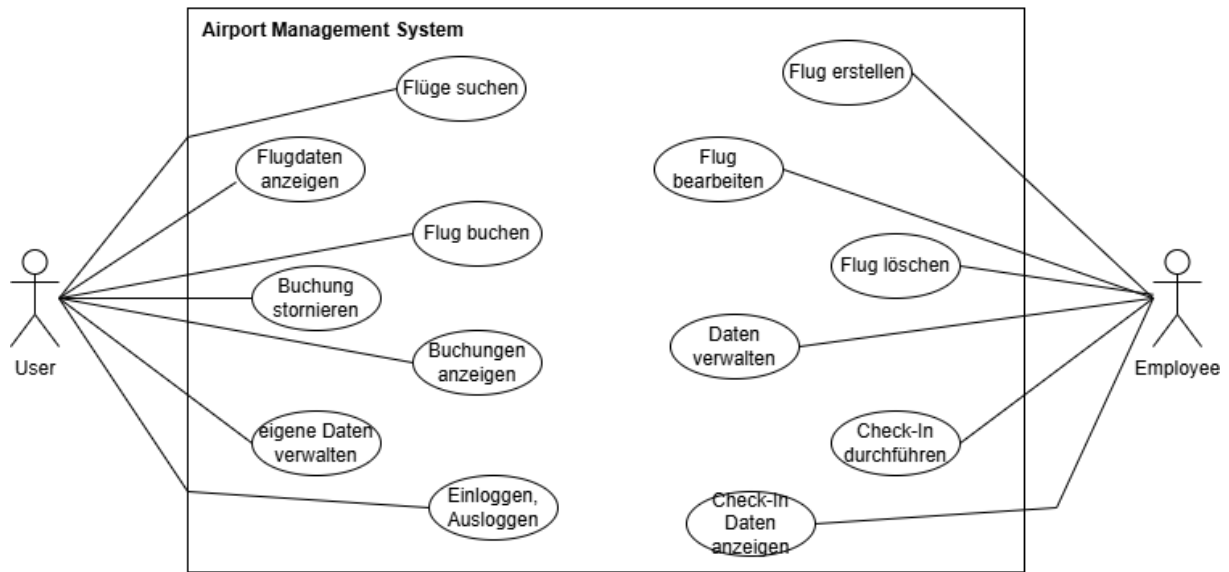 Airport Management System
Flüge suchen
Flug erstellen
Flugdaten
anzeigen
Flug
bearbeiten
Flug buchen
Flug löschen
Buchung
stornieren
Daten
verwalten
Buchungen
anzeigen
User
Employee
eigene Daten
verwalten
Check-In
durchführen
Einloggen,
Ausloggen
Check-In
Daten
anzeigen